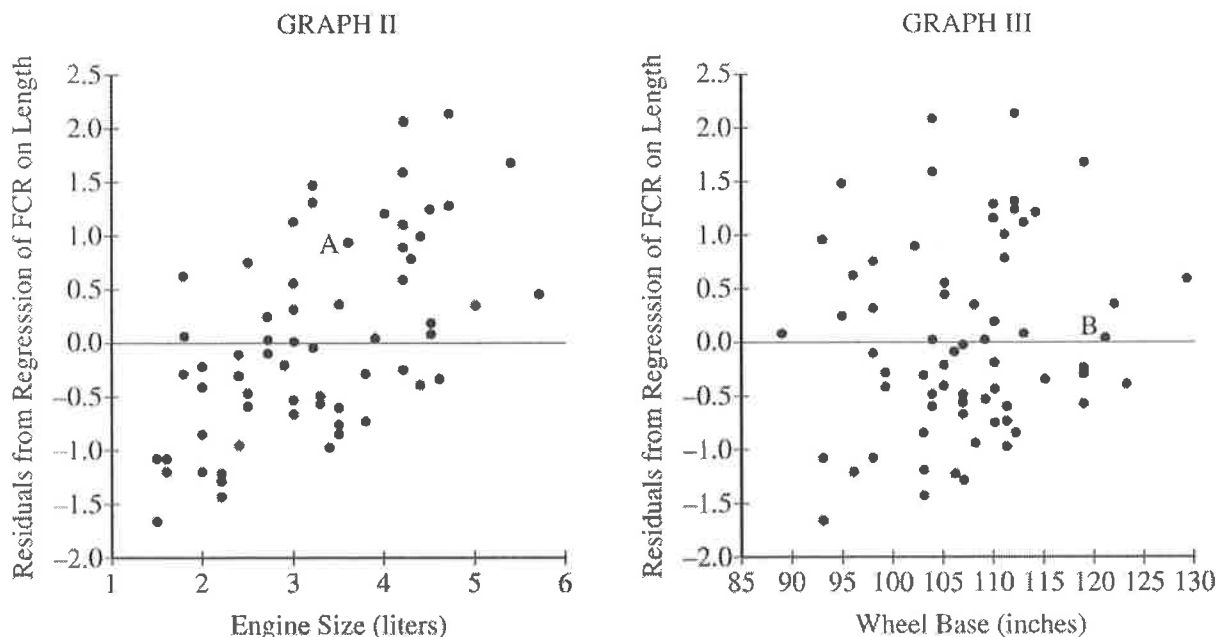 GRAPH II
Residuals from Regresssion of FCR on Length
2.5
2.0
1.5
1.0
0.5
0.0
–0.5
–1.0
–1.5
–2.0
A
1 2 3 4 5 6
Engine Size (liters)
GRAPH III
Residuals from Regresssion of FCR on Length
2.5
2.0
1.5
1.0
0.5
0.0
–0.5
–1.0
–1.5
–2.0
B
85 90 95 100 105 110 115 120 125 130
Wheel Base (inches)